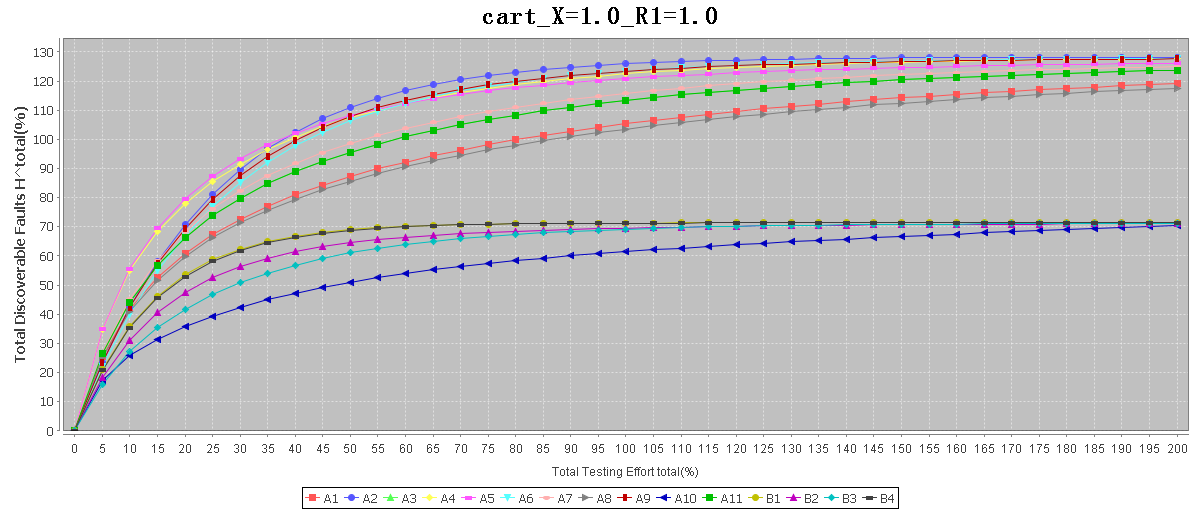 cart_X=1.0_R1=1.0
Total Discoverable Faults H^total(%)
130
120
110
100
90
80
70
60
50
40
30
20
10
0
0 5 10 15 20 25 30 35 40 45 50 55 60 65 70 75 80 85 90 95 100 105 110 115 120 125 130 135 140 145 150 155 160 165 170 175 180 185 190 195 200
Total Testing Effort total(%)
A1 A2 A3 A4 A5 A6 A7 A8 A9 A10 A11 B1 B2 B3 B4